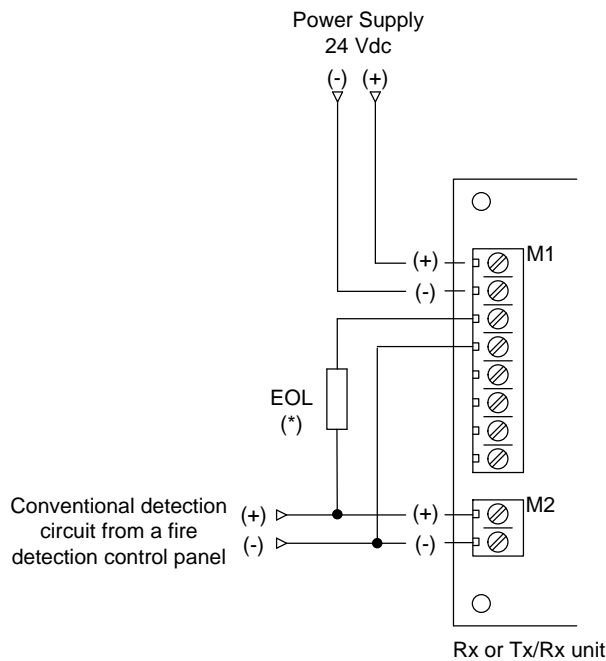 Power Supply
24 Vdc
(-) (+)
(+)
M1
(-)
EOL
(*)
Conventional detection
circuit from a fire
detection control panel
(+)
(-)
(+)
(-)
M2
Rx or Tx/Rx unit